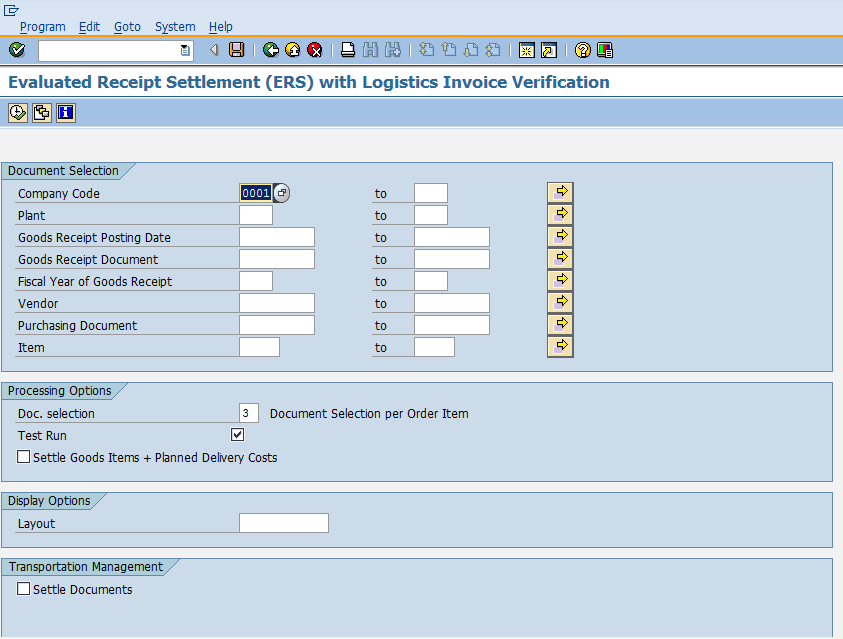 Program Edit Goto System Help
Evaluated Receipt Settlement (ERS) with Logistics Invoice Verification
Document Selection
Company Code 0001 to
Plant to
Goods Receipt Posting Date to
Goods Receipt Document to
Fiscal Year of Goods Receipt to
Vendor to
Purchasing Document to
Item to
Processing Options
Doc. selection 3 Document Selection per Order Item
Test Run
Settle Goods Items + Planned Delivery Costs
Display Options
Layout
Transportation Management
Settle Documents